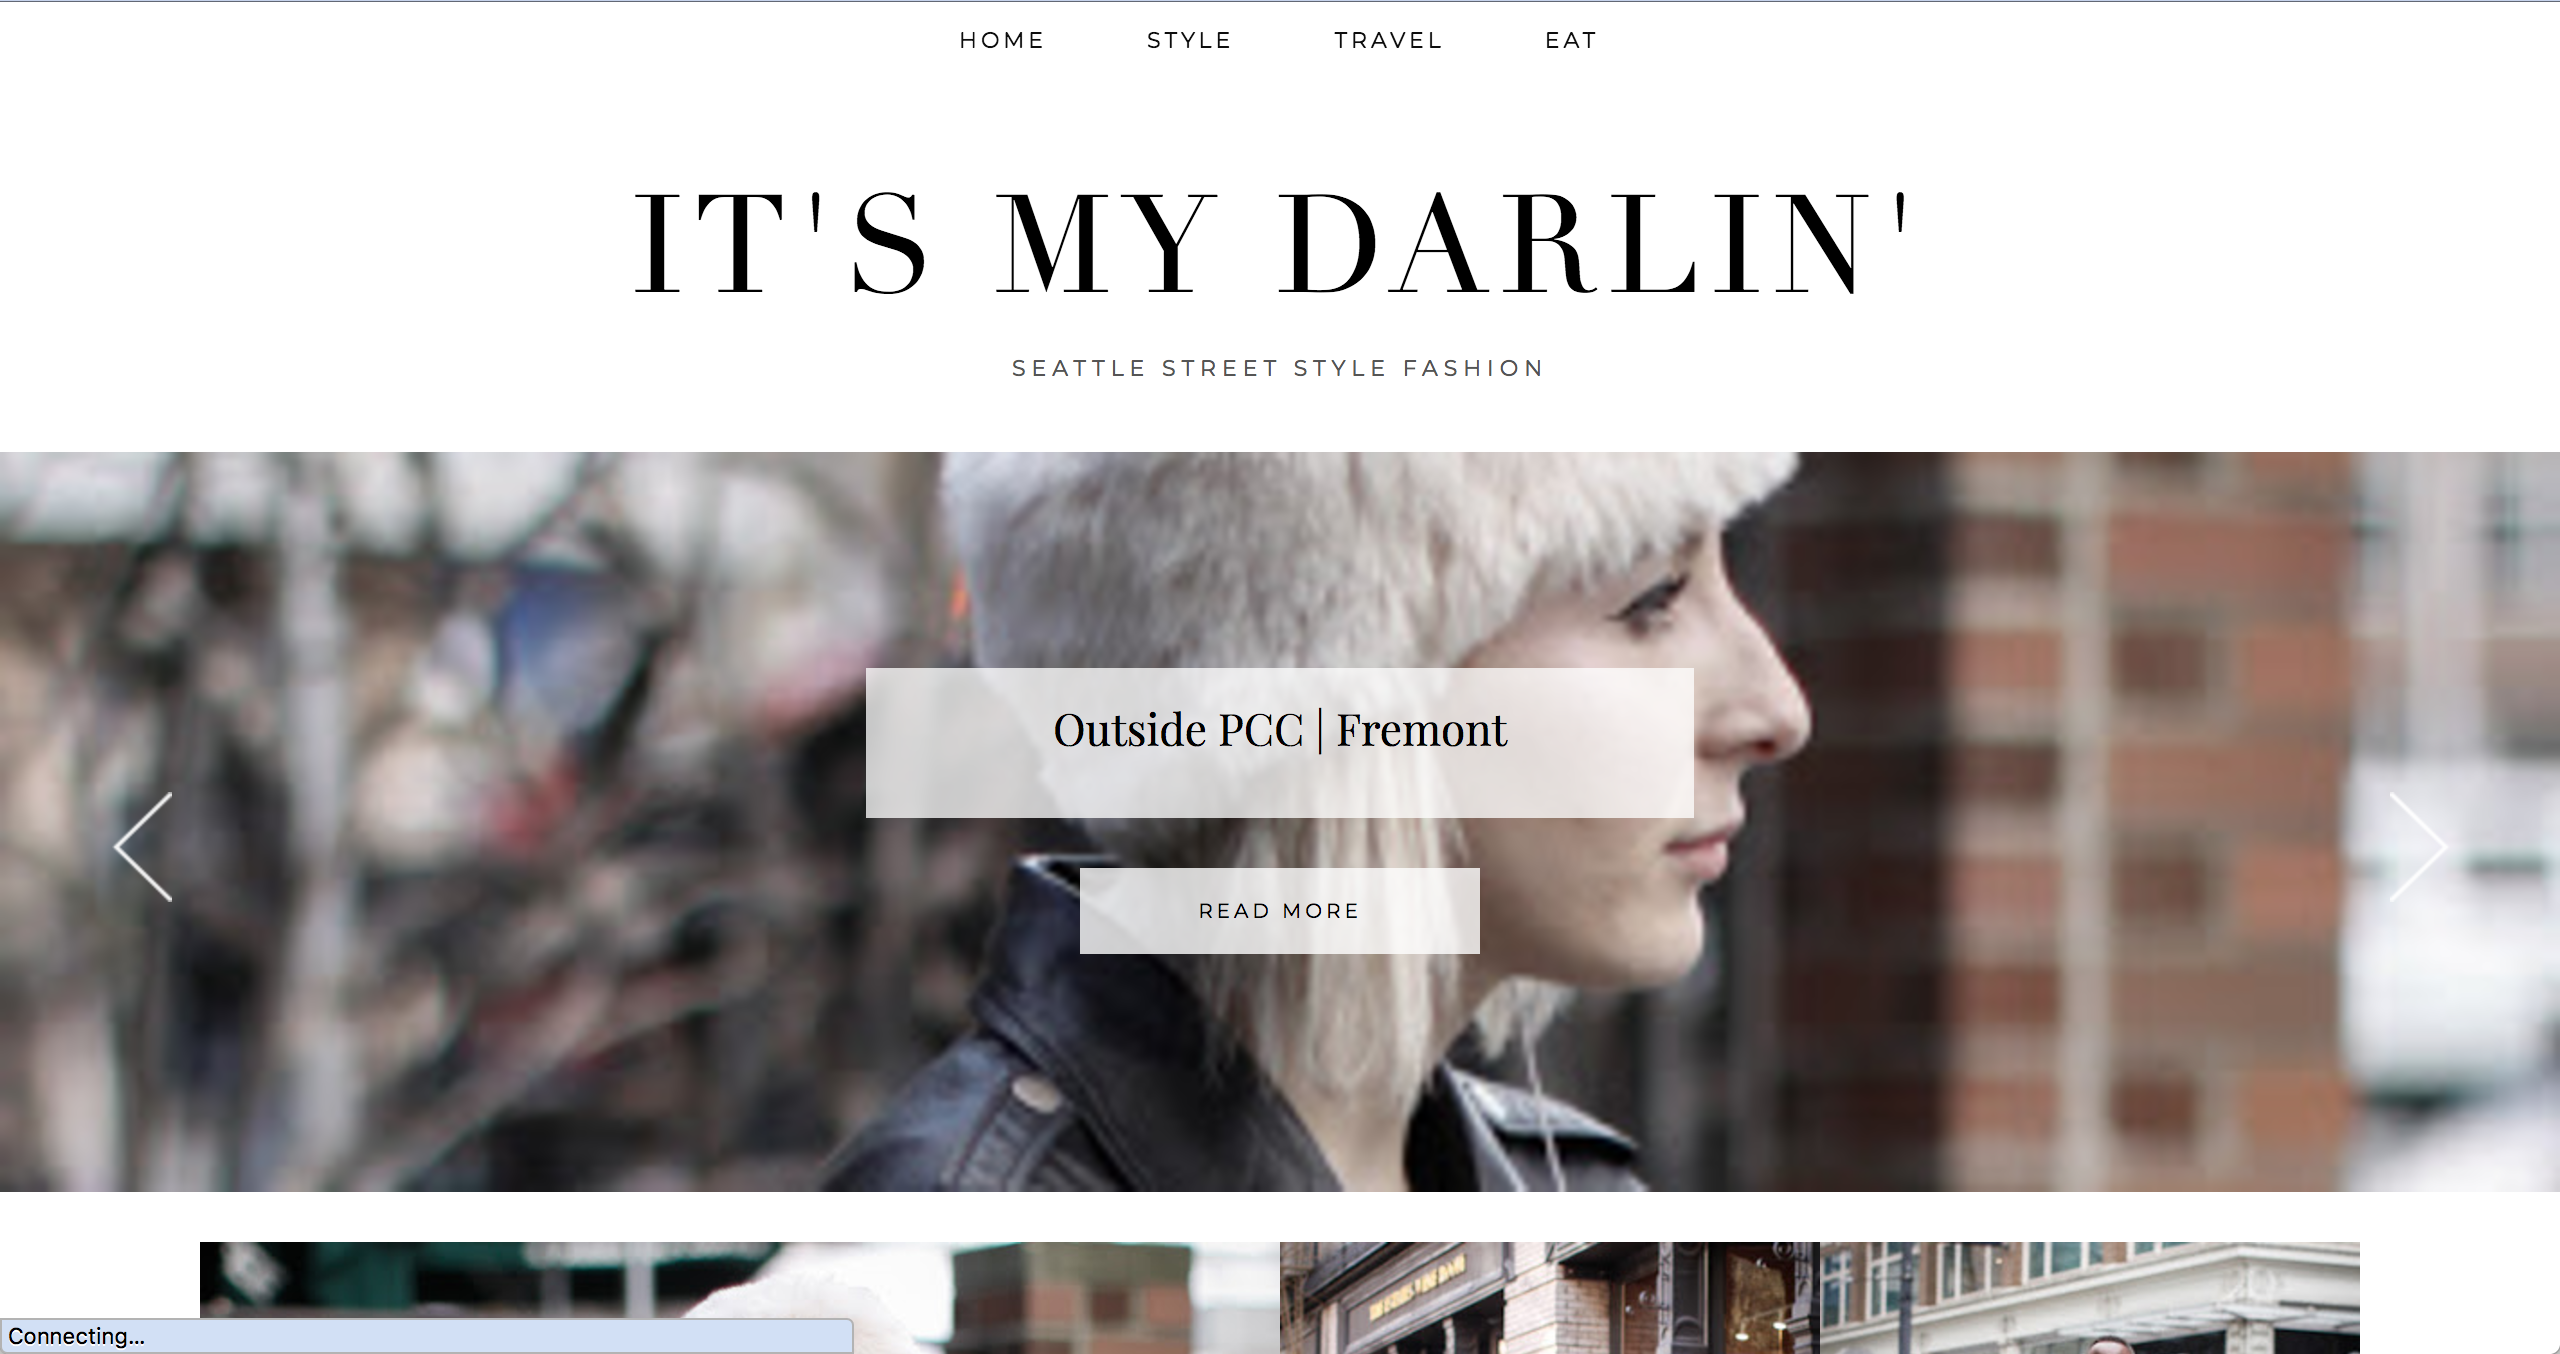 HOME STYLE TRAVEL EAT
IT'S MY DARLIN'
SEATTLE STREET STYLE FASHION
Outside PCC | Fremont
READ MORE
Connecting...